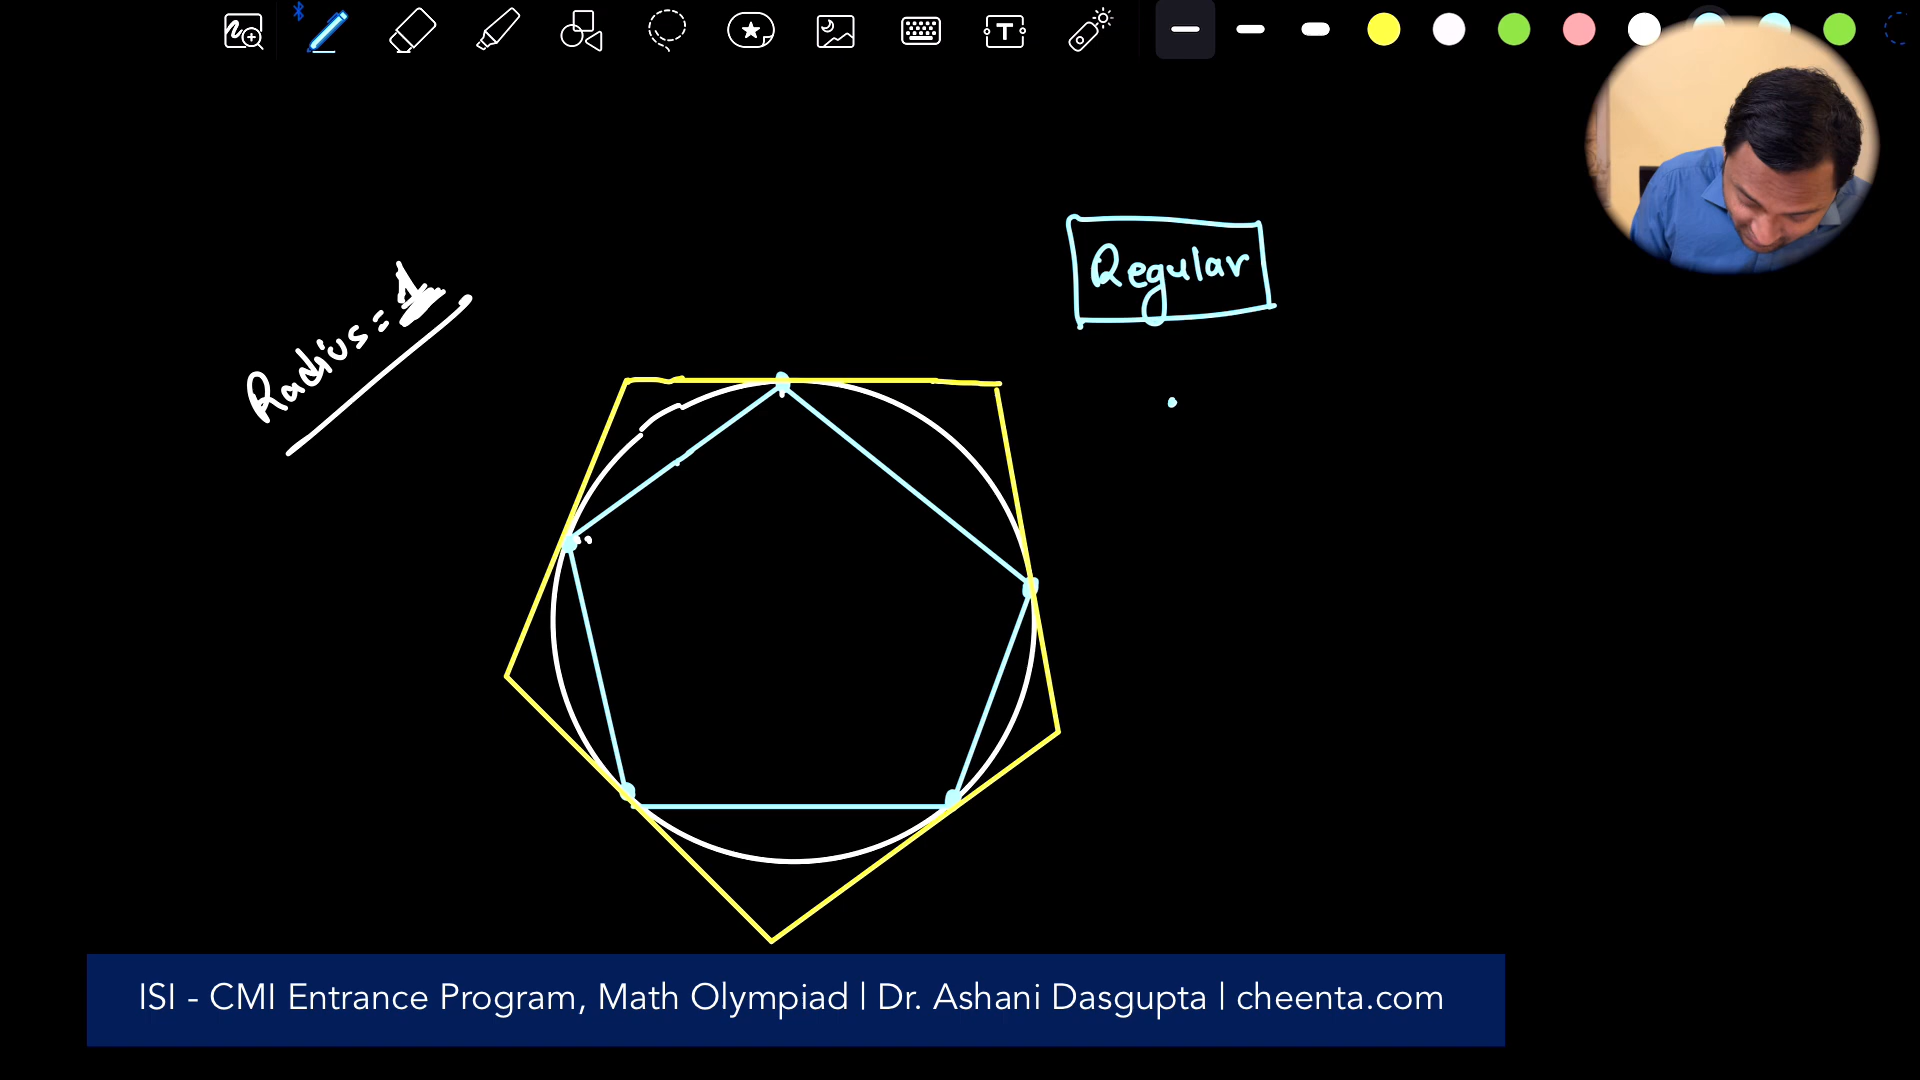 Regular
Radius = 1
ISI - CMI Entrance Program, Math Olympiad | Dr. Ashani Dasgupta | cheenta.com